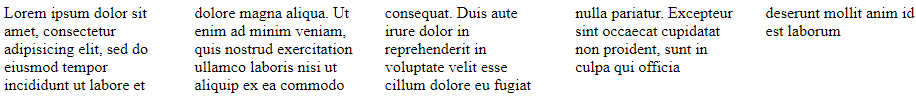 Lorem ipsum dolor sit
amet, consectetur
adipisicing elit, sed do
eiusmod tempor
incididunt ut labore et
dolore magna aliqua. Ut
enim ad minim veniam,
quis nostrud exercitation
ullamco laboris nisi ut
aliquip ex ea commodo
consequat. Duis aute
irure dolor in
reprehenderit in
voluptate velit esse
cillum dolore eu fugiat
nulla pariatur. Excepteur
sint occaecat cupidatat
non proident, sunt in
culpa qui officia
deserunt mollit anim id
est laborum